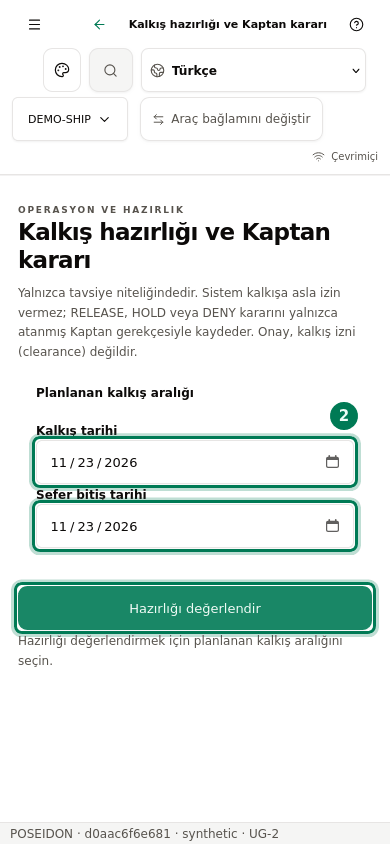 Kalkış hazırlığı ve Kaptan kararı
Türkçe
DEMO-SHIP
Araç bağlamını değiştir
Çevrimiçi
OPERASYON VE HAZIRLIK
Kalkış hazırlığı ve Kaptan
kararı
Yalnızca tavsiye niteliğindedir. Sistem kalkışa asla izin
vermez; RELEASE, HOLD veya DENY kararını yalnızca
atanmış Kaptan gerekçesiyle kaydeder. Onay, kalkış izni
(clearance) değildir.
Planlanan kalkış aralığı
2
Kalkış tarihi
11/23/2026
Sefer bitiş tarihi
11/23/2026
Hazırlığı değerlendir
Hazırlığı değerlendirmek için planlanan kalkış aralığını
seçin.
POSEIDON · d0aac6f6e681 · synthetic · UG-2